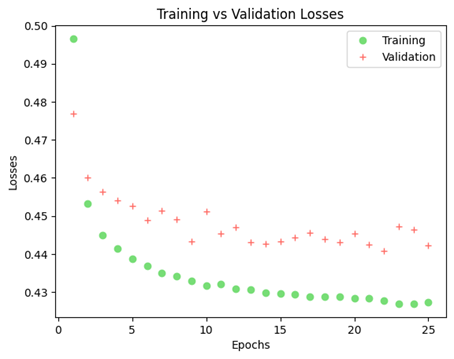 Training vs Validation Losses
0.50
0.49
0.48
0.47
0.46
0.45
0.44
0.43
Losses
Training
Validation
0 5 10 15 20 25
Epochs